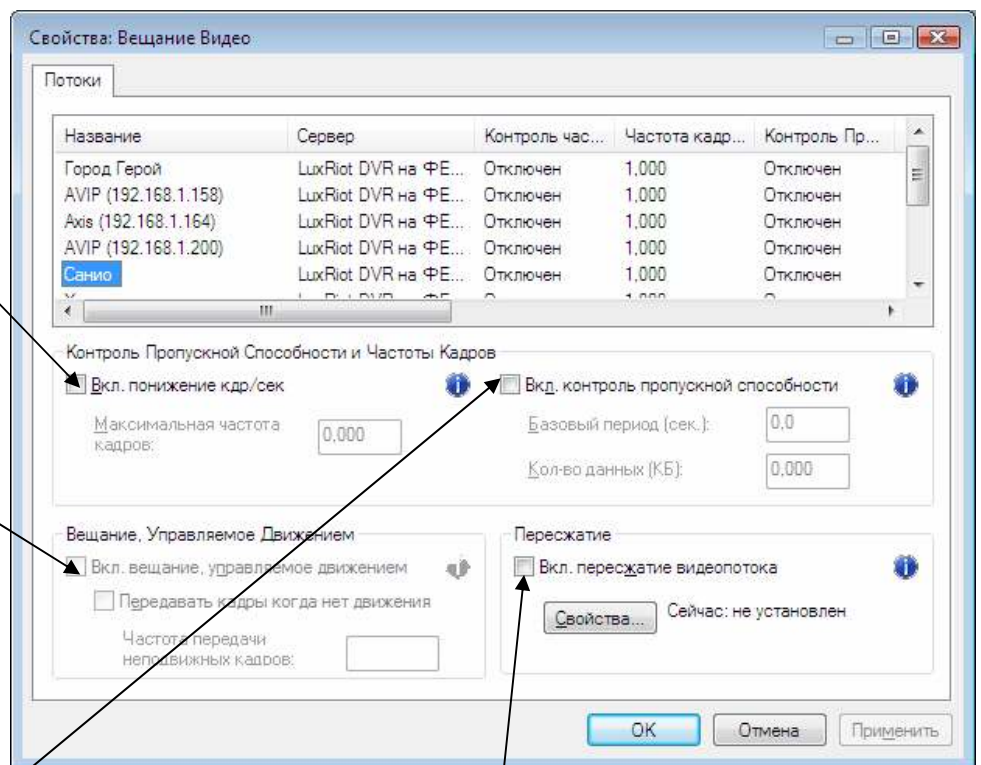 Свойства: Вещание Видео
Потоки
Название Сервер Контроль час... Частота кадр... Контроль Пр...
Город Герой LuxRiot DVR на ФЕ... Отключен 1,000 Отключен
AVIP (192.168.1.158) LuxRiot DVR на ФЕ... Отключен 1,000 Отключен
Axis (192.168.1.164) LuxRiot DVR на ФЕ... Отключен 1,000 Отключен
AVIP (192.168.1.200) LuxRiot DVR на ФЕ... Отключен 1,000 Отключен
Санио LuxRiot DVR на ФЕ... Отключен 1,000 Отключен
Контроль Пропускной Способности и Частоты Кадров
Вкл. понижение кдр/сек
Максимальная частота
кадров:
0,000
Вкл. контроль пропускной способности
Базовый период (сек.): 0,0
Кол-во данных (КБ): 0,000
Вещание, Управляемое Движением
Вкл. вещание, управляемое движением
Передавать кадры когда нет движения
Частота передачи
неподвижных кадров:
Пересжатие
Вкл. пересжатие видеопотока
Свойства... Сейчас: не установлен
OK Отмена Применить